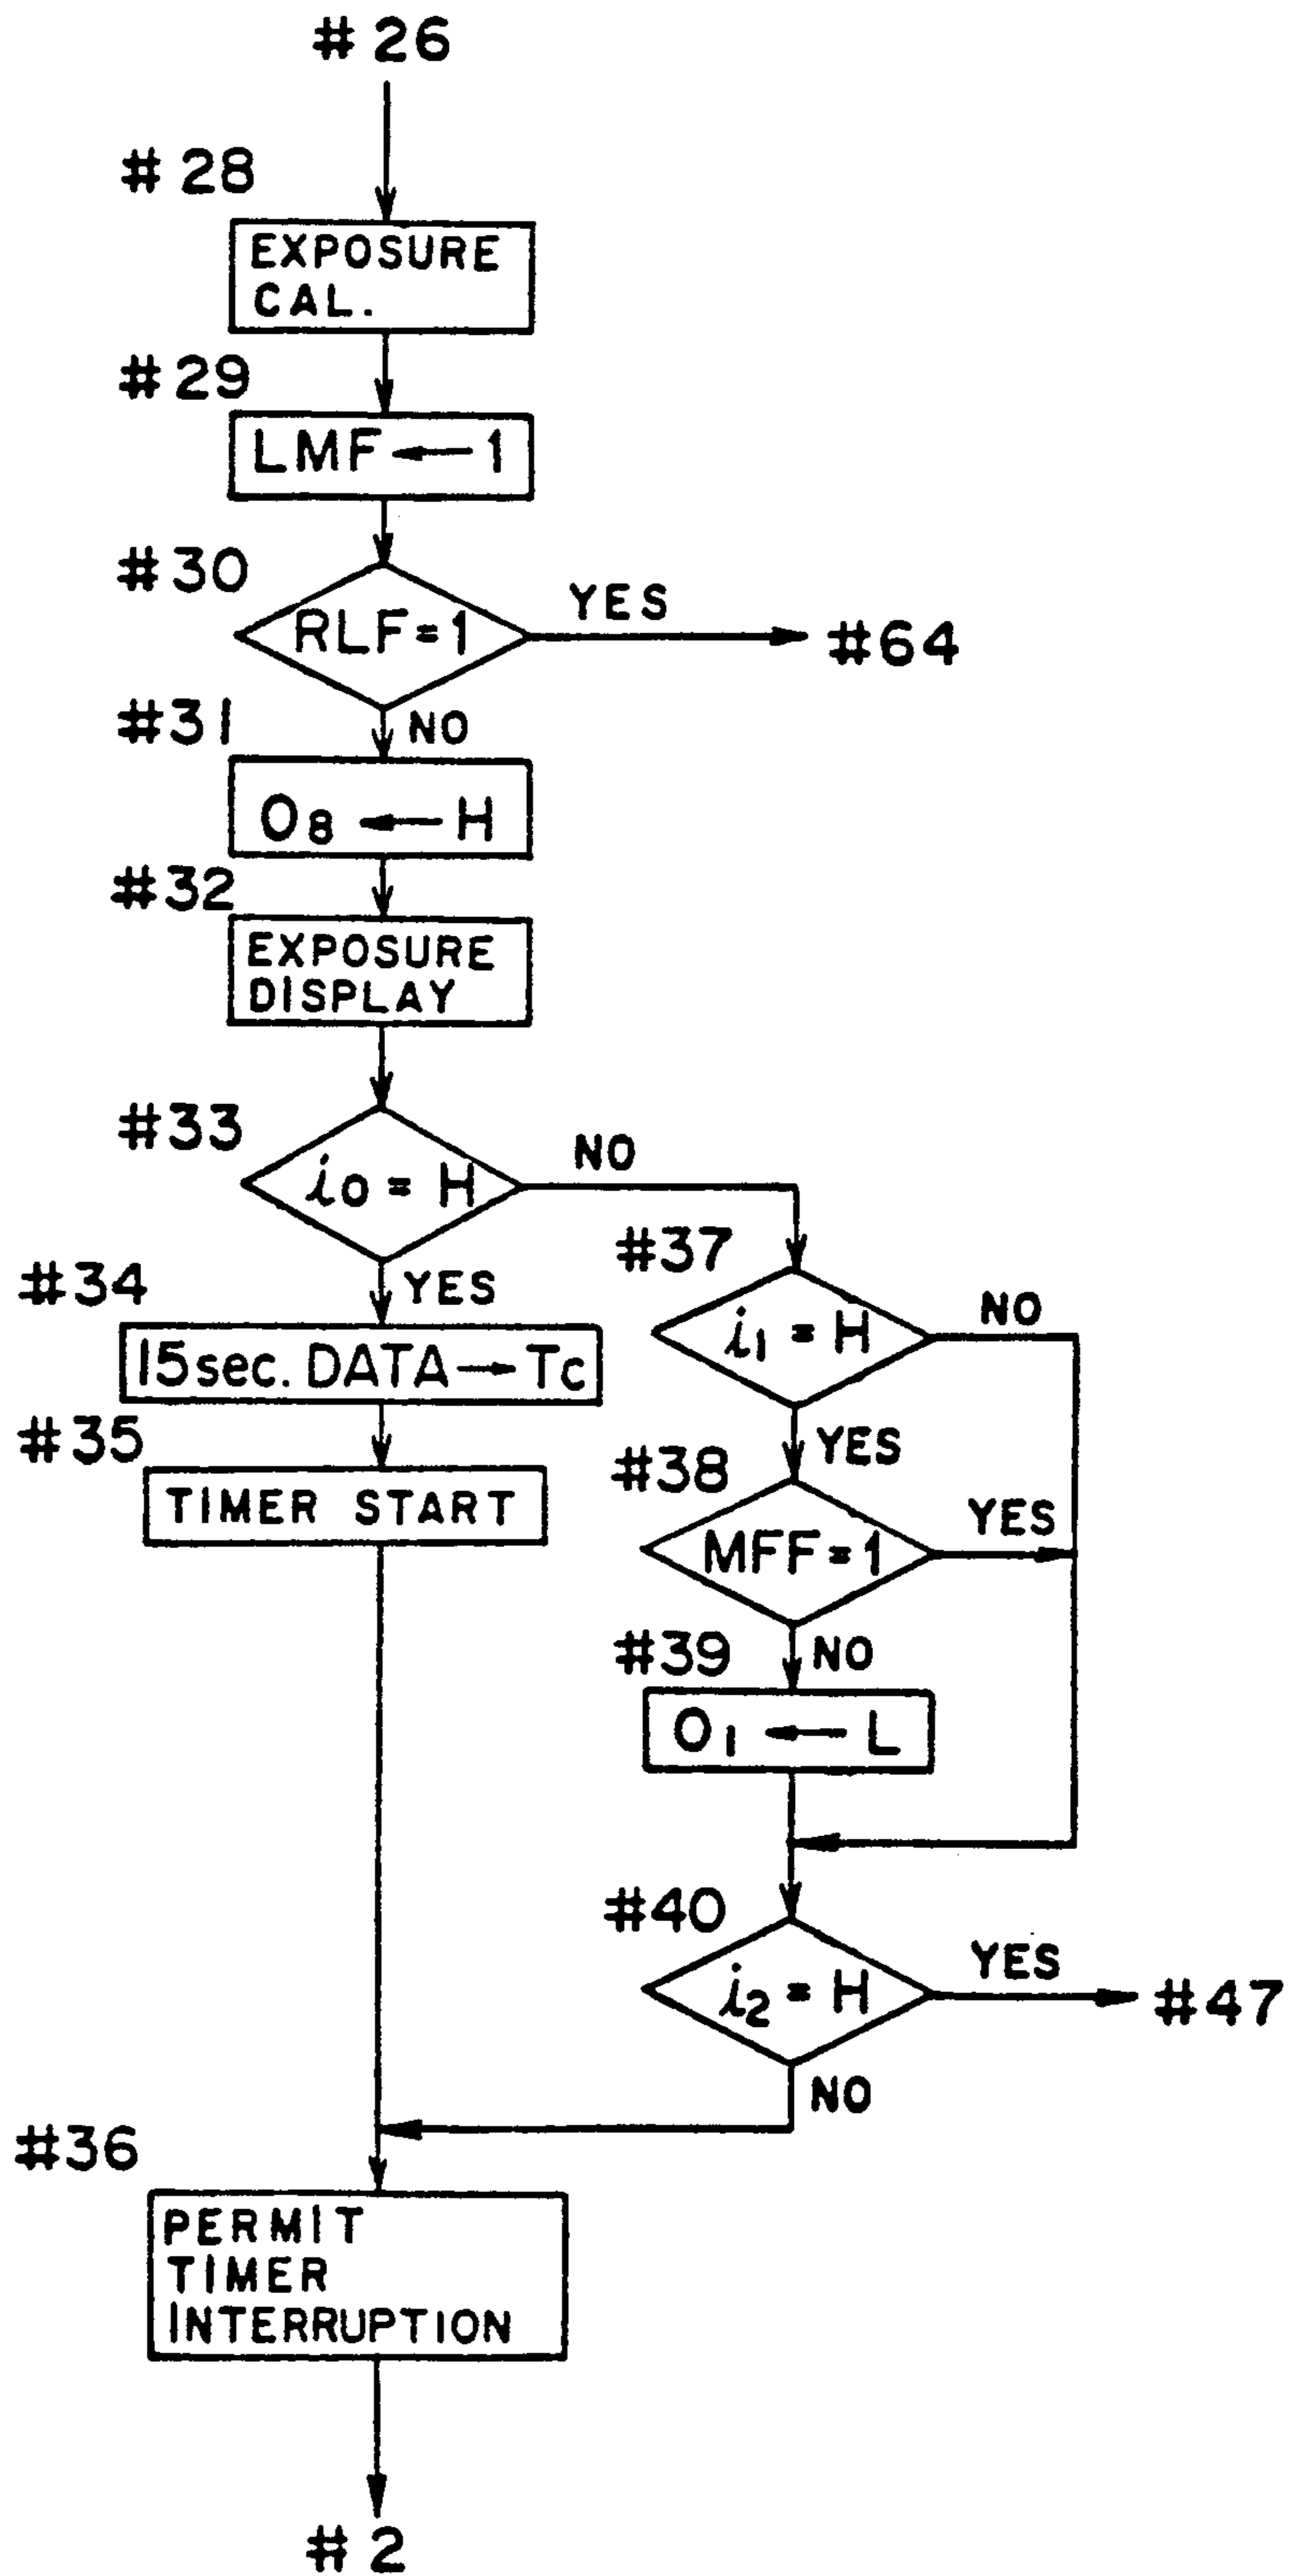 # 26
# 28
EXPOSURE
CAL.
# 29
LMF ← 1
#30
RLF = 1
YES
#64
NO
#31
O8 ← H
#32
EXPOSURE
DISPLAY
#33
i0 = H
NO
YES
#34
15sec. DATA → Tc
#35
TIMER START
#37
i1 = H
NO
YES
#38
MFF = 1
YES
NO
#39
O1 ← L
#40
i2 = H
YES
#47
NO
#36
PERMIT
TIMER
INTERRUPTION
# 2